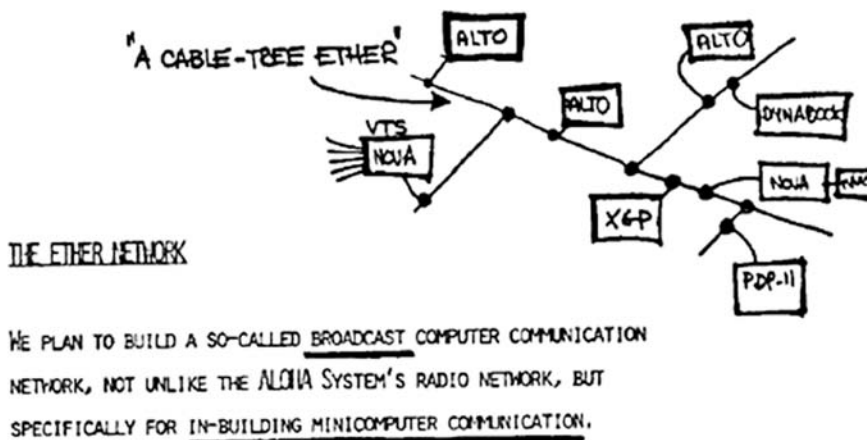 "A CABLE-TREE ETHER"
ALTO
ALTO
ALTO
DYNABOOK
VTS
NOVA
NOVA
XGP
PDP-11
THE ETHER NETWORK
WE PLAN TO BUILD A SO-CALLED BROADCAST COMPUTER COMMUNICATION
NETWORK, NOT UNLIKE THE ALOHA SYSTEM'S RADIO NETWORK, BUT
SPECIFICALLY FOR IN-BUILDING MINICOMPUTER COMMUNICATION.